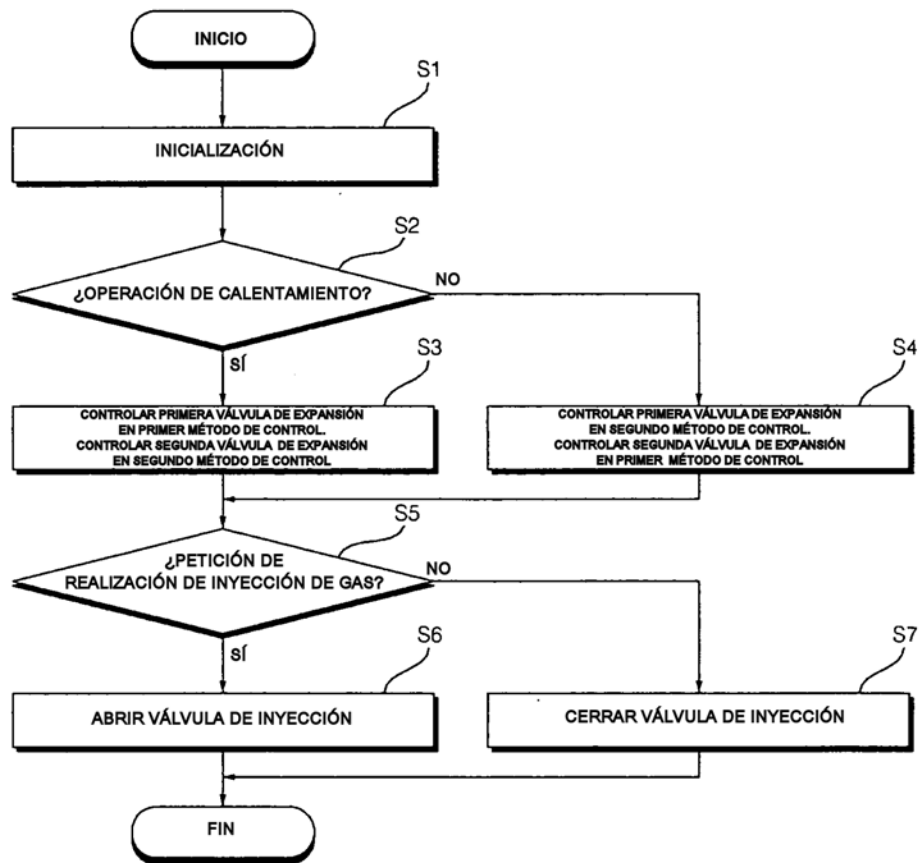 INICIO
S1
INICIALIZACIÓN
S2
¿OPERACIÓN DE CALENTAMIENTO?
NO
SÍ
S3
CONTROLAR PRIMERA VÁLVULA DE EXPANSIÓN
EN PRIMER MÉTODO DE CONTROL.
CONTROLAR SEGUNDA VÁLVULA DE EXPANSIÓN
EN SEGUNDO MÉTODO DE CONTROL
S4
CONTROLAR PRIMERA VÁLVULA DE EXPANSIÓN
EN SEGUNDO MÉTODO DE CONTROL.
CONTROLAR SEGUNDA VÁLVULA DE EXPANSIÓN
EN PRIMER MÉTODO DE CONTROL
S5
¿PETICIÓN DE
REALIZACIÓN DE INYECCIÓN DE GAS?
NO
SÍ
S6
ABRIR VÁLVULA DE INYECCIÓN
S7
CERRAR VÁLVULA DE INYECCIÓN
FIN